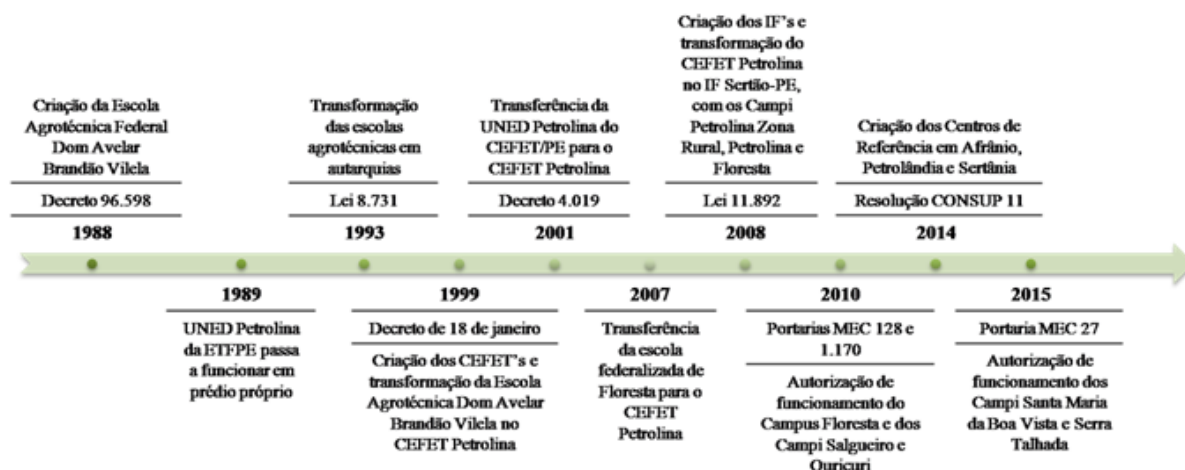 Criação da Escola
Agrotécnica Federal
Dom Avelar
Brandão Vilela
Decreto 96.598
1988
Transformação
das escolas
agrotécnicas em
autarquias
Lei 8.731
1993
Transferência da
UNED Petrolina do
CEFET/PE para o
CEFET Petrolina
Decreto 4.019
2001
Criação dos IF's e
transformação do
CEFET Petrolina
no IF Sertão-PE,
com os Campi
Petrolina Zona
Rural, Petrolina e
Floresta
Lei 11.892
2008
Criação dos Centros de
Referência em Afrânio,
Petrolândia e Sertânia
Resolução CONSUP 11
2014
1989
UNED Petrolina
da ETFPE passa
a funcionar em
prédio próprio
1999
Decreto de 18 de janeiro
Criação dos CEFET's e
transformação da Escola
Agrotécnica Dom Avelar
Brandão Vilela no
CEFET Petrolina
2007
Transferência
da escola
federalizada de
Floresta para o
CEFET
Petrolina
2010
Portarias MEC 128 e
1.170
Autorização de
funcionamento do
Campus Floresta e dos
Campi Salgueiro e
Ouricuri
2015
Portaria MEC 27
Autorização de
funcionamento dos
Campi Santa Maria
da Boa Vista e Serra
Talhada